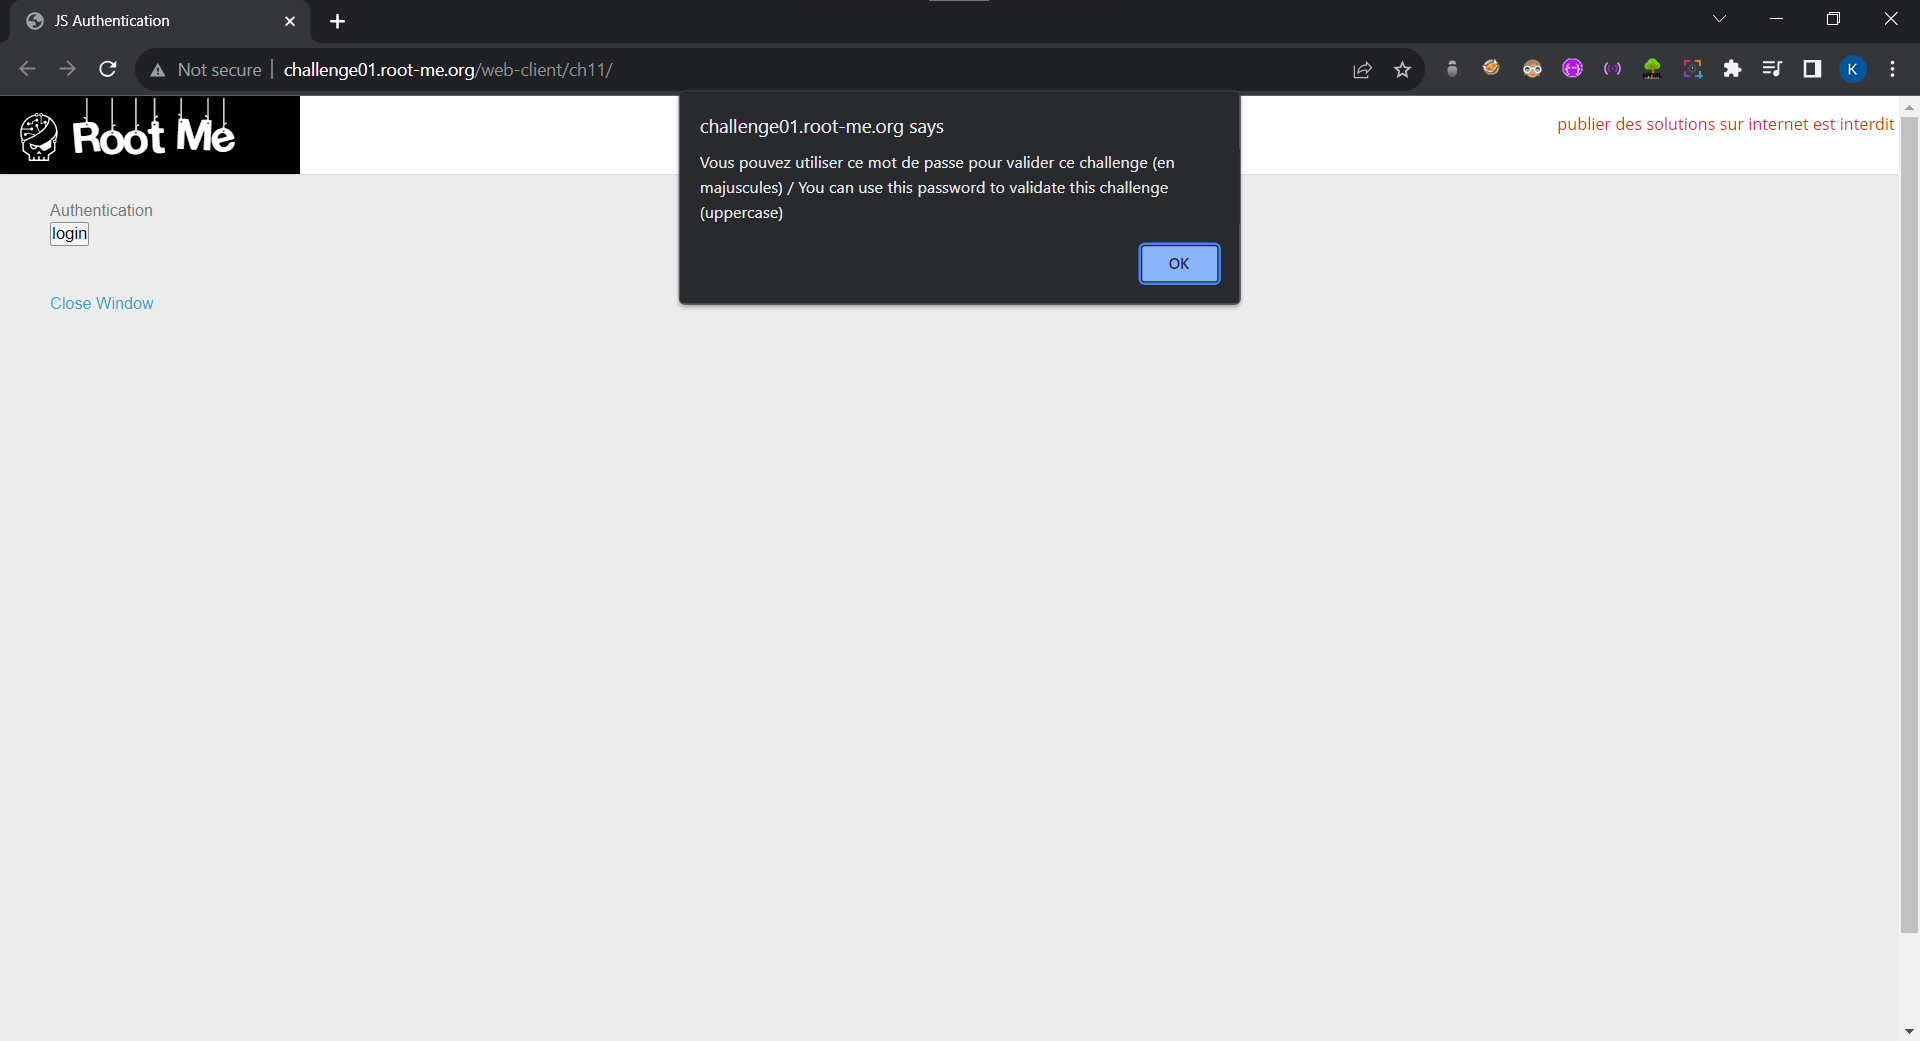 JS Authentication
Not secure challenge01.root-me.org/web-client/ch11/
K
Root Me
publier des solutions sur internet est interdit
challenge01.root-me.org says
Vous pouvez utiliser ce mot de passe pour valider ce challenge (en
majuscules) / You can use this password to validate this challenge
(uppercase)
OK
Authentication
login
Close Window